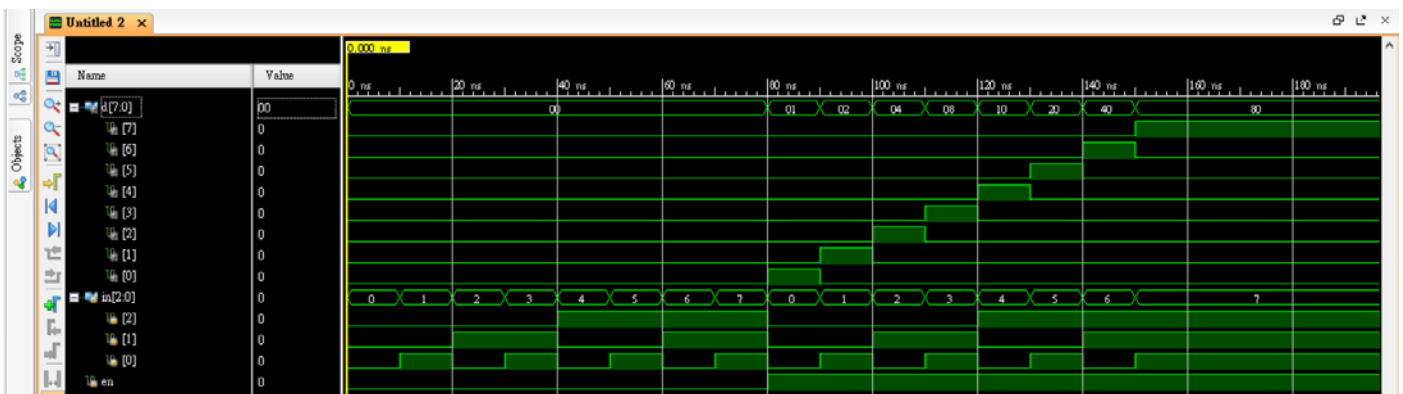 Untitled 2 ×
Scope
Objects
0.000 ns
Name Value
0 ns 20 ns 40 ns 60 ns 80 ns 100 ns 120 ns 140 ns 160 ns 180 ns
d[7:0] 00 00 01 02 04 08 10 20 40 80
[7] 0
[6] 0
[5] 0
[4] 0
[3] 0
[2] 0
[1] 0
[0] 0
in[2:0] 0 0 1 2 3 4 5 6 7 0 1 2 3 4 5 6 7
[2] 0
[1] 0
[0] 0
en 0